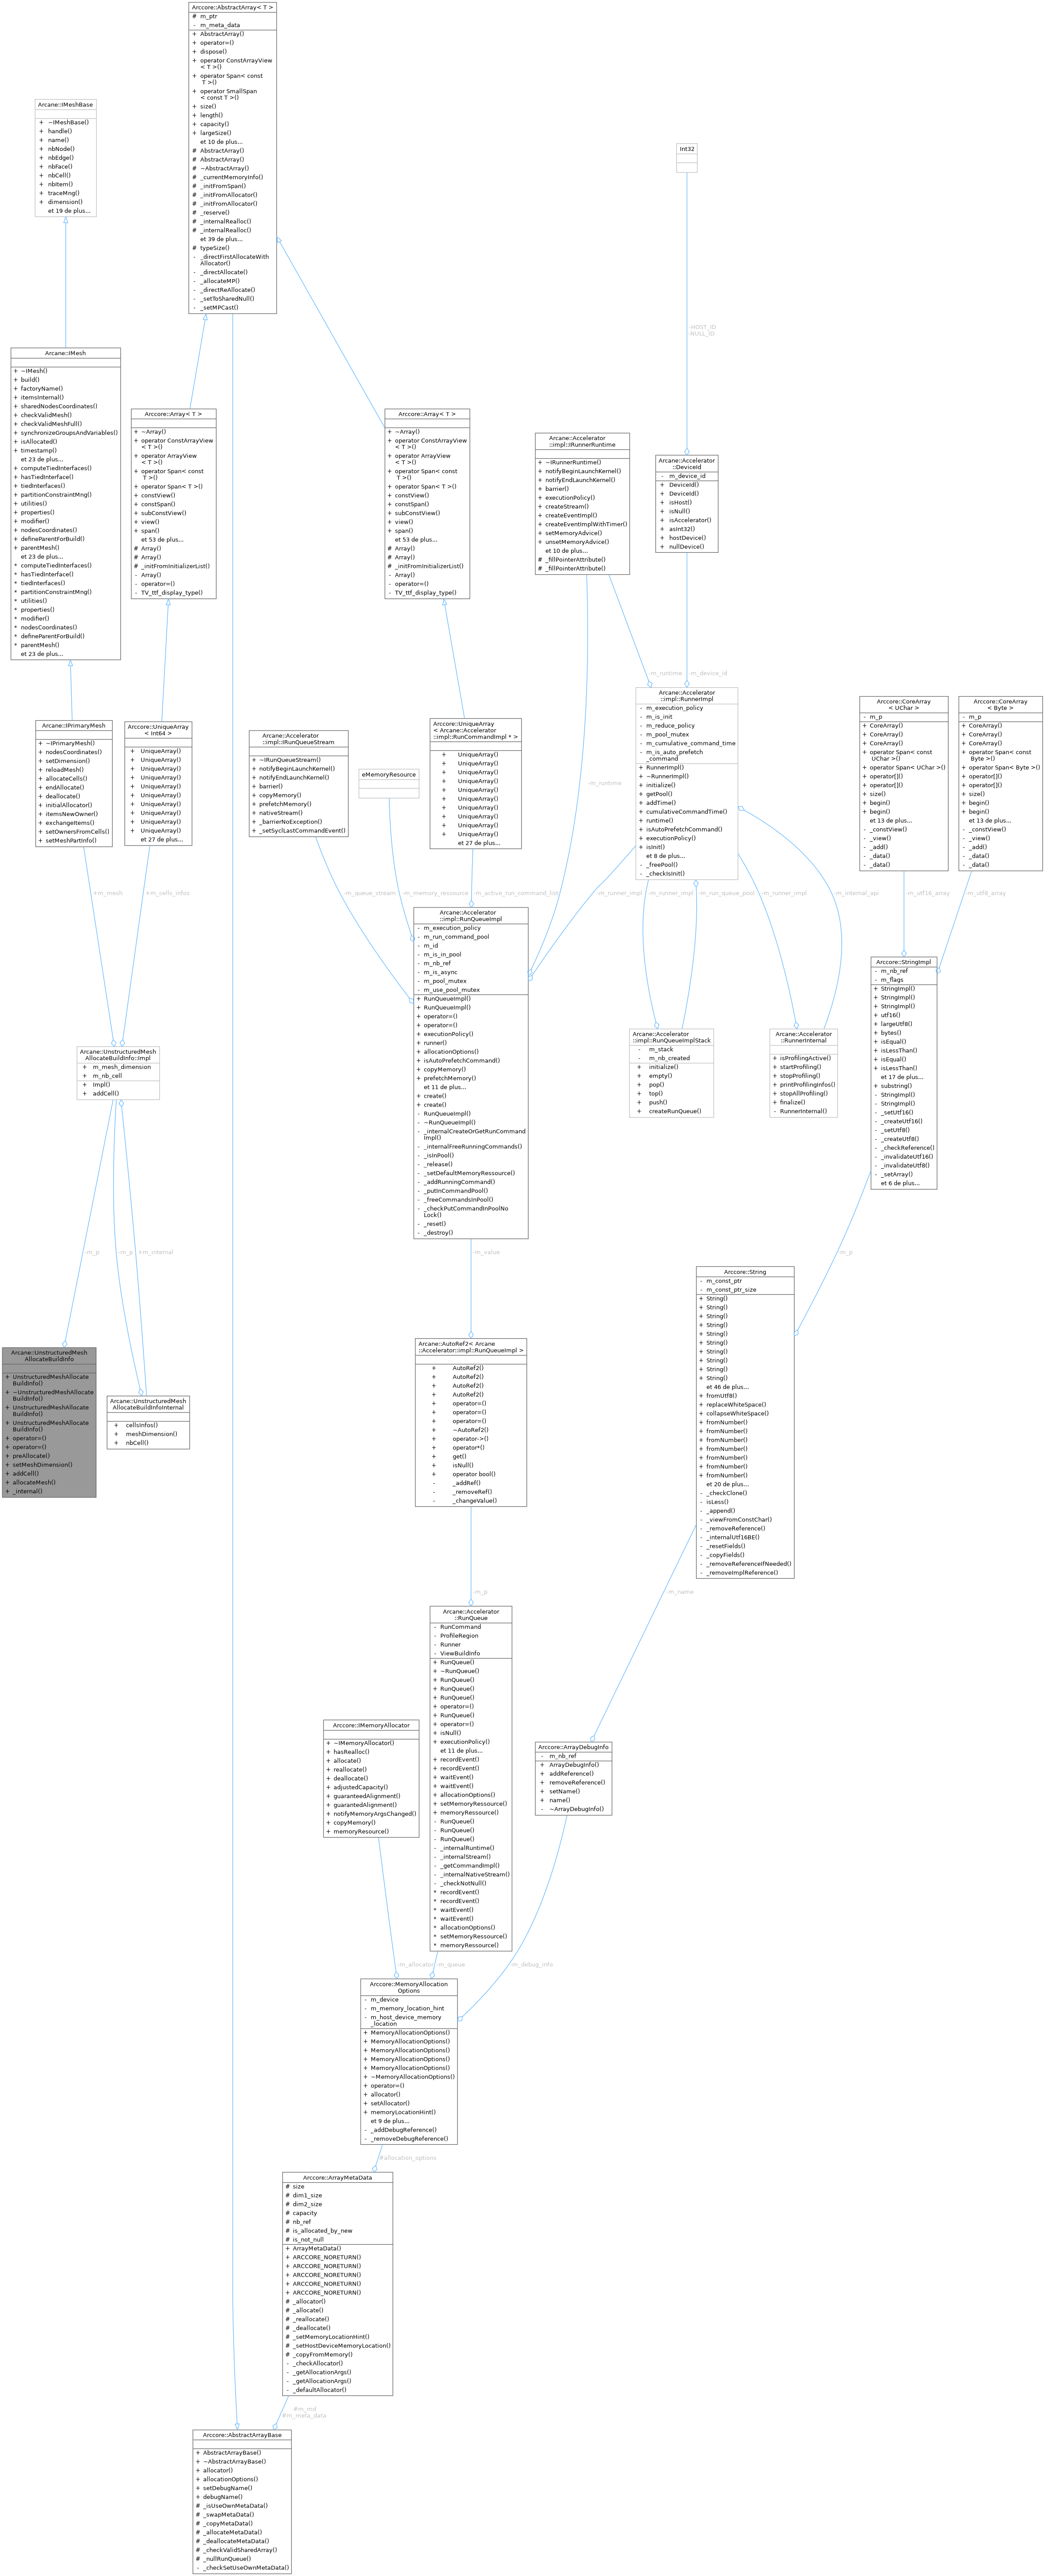 Arccore::AbstractArray< T >
# m_ptr
- m_meta_data
+ AbstractArray()
+ operator=()
+ dispose()
+ operator ConstArrayView
< T >()
+ operator Span< const
T >()
+ operator SmallSpan
< const T >()
+ size()
+ length()
+ capacity()
+ largeSize()
et 10 de plus...
# AbstractArray()
# AbstractArray()
# ~AbstractArray()
# _currentMemoryInfo()
# _initFromSpan()
# _initFromAllocator()
# _initFromAllocator()
# _reserve()
# _internalRealloc()
# _internalRealloc()
et 39 de plus...
# typeSize()
- _directFirstAllocateWith
Allocator()
- _directAllocate()
- _allocateMP()
- _directReAllocate()
- _setToSharedNull()
- _setMPCast()
Arcane::IMeshBase
+ ~IMeshBase()
+ handle()
+ name()
+ nbNode()
+ nbEdge()
+ nbFace()
+ nbCell()
+ nbItem()
+ traceMng()
+ dimension()
et 19 de plus...
Int32
-HOST_ID
-NULL_ID
Arcane::IMesh
+ ~IMesh()
+ build()
+ factoryName()
+ itemsInternal()
+ sharedNodesCoordinates()
+ checkValidMesh()
+ checkValidMeshFull()
+ synchronizeGroupsAndVariables()
+ isAllocated()
+ timestamp()
et 23 de plus...
+ computeTiedInterfaces()
+ hasTiedInterface()
+ tiedInterfaces()
+ partitionConstraintMng()
+ utilities()
+ properties()
+ modifier()
+ nodesCoordinates()
+ defineParentForBuild()
+ parentMesh()
et 23 de plus...
* computeTiedInterfaces()
* hasTiedInterface()
* tiedInterfaces()
* partitionConstraintMng()
* utilities()
* properties()
* modifier()
* nodesCoordinates()
* defineParentForBuild()
* parentMesh()
et 23 de plus...
Arccore::Array< T >
+ ~Array()
+ operator ConstArrayView
< T >()
+ operator ArrayView
< T >()
+ operator Span< const
T >()
+ operator Span< T >()
+ constView()
+ constSpan()
+ subConstView()
+ view()
+ span()
et 53 de plus...
# Array()
# Array()
# _initFromInitializerList()
- Array()
- operator=()
- TV_ttf_display_type()
Arccore::Array< T >
+ ~Array()
+ operator ConstArrayView
< T >()
+ operator ArrayView
< T >()
+ operator Span< const
T >()
+ operator Span< T >()
+ constView()
+ constSpan()
+ subConstView()
+ view()
+ span()
et 53 de plus...
# Array()
# Array()
# _initFromInitializerList()
- Array()
- operator=()
- TV_ttf_display_type()
Arcane::Accelerator
::impl::IRunnerRuntime
+ ~IRunnerRuntime()
+ notifyBeginLaunchKernel()
+ notifyEndLaunchKernel()
+ barrier()
+ executionPolicy()
+ createStream()
+ createEventImpl()
+ createEventImplWithTimer()
+ setMemoryAdvice()
+ unsetMemoryAdvice()
et 10 de plus...
# _fillPointerAttribute()
# _fillPointerAttribute()
Arcane::Accelerator
::DeviceId
- m_device_id
+ DeviceId()
+ DeviceId()
+ isHost()
+ isNull()
+ isAccelerator()
+ asInt32()
+ hostDevice()
+ nullDevice()
-m_runtime
-m_device_id
Arcane::IPrimaryMesh
+ ~IPrimaryMesh()
+ nodesCoordinates()
+ setDimension()
+ reloadMesh()
+ allocateCells()
+ endAllocate()
+ deallocate()
+ initialAllocator()
+ itemsNewOwner()
+ exchangeItems()
+ setOwnersFromCells()
+ setMeshPartInfo()
Arccore::UniqueArray
< Int64 >
+ UniqueArray()
+ UniqueArray()
+ UniqueArray()
+ UniqueArray()
+ UniqueArray()
+ UniqueArray()
+ UniqueArray()
+ UniqueArray()
+ UniqueArray()
+ UniqueArray()
et 27 de plus...
Arcane::Accelerator
::impl::IRunQueueStream
+ ~IRunQueueStream()
+ notifyBeginLaunchKernel()
+ notifyEndLaunchKernel()
+ barrier()
+ copyMemory()
+ prefetchMemory()
+ nativeStream()
+ _barrierNoException()
+ _setSyclLastCommandEvent()
eMemoryResource
Arccore::UniqueArray
< Arcane::Accelerator
::impl::RunCommandImpl * >
+ UniqueArray()
+ UniqueArray()
+ UniqueArray()
+ UniqueArray()
+ UniqueArray()
+ UniqueArray()
+ UniqueArray()
+ UniqueArray()
+ UniqueArray()
+ UniqueArray()
et 27 de plus...
-m_runtime
Arcane::Accelerator
::impl::RunnerImpl
- m_execution_policy
- m_is_init
- m_reduce_policy
- m_pool_mutex
- m_cumulative_command_time
- m_is_auto_prefetch
_command
+ RunnerImpl()
+ ~RunnerImpl()
+ initialize()
+ getPool()
+ addTime()
+ cumulativeCommandTime()
+ runtime()
+ isAutoPrefetchCommand()
+ executionPolicy()
+ isInit()
et 8 de plus...
- _freePool()
- _checkIsInit()
Arccore::CoreArray
< UChar >
- m_p
+ CoreArray()
+ CoreArray()
+ CoreArray()
+ operator Span< const
UChar >()
+ operator Span< UChar >()
+ operator[]()
+ operator[]()
+ size()
+ begin()
+ begin()
et 13 de plus...
- _constView()
- _view()
- _add()
- _data()
- _data()
Arccore::CoreArray
< Byte >
- m_p
+ CoreArray()
+ CoreArray()
+ CoreArray()
+ operator Span< const
Byte >()
+ operator Span< Byte >()
+ operator[]()
+ operator[]()
+ size()
+ begin()
+ begin()
et 13 de plus...
- _constView()
- _view()
- _add()
- _data()
- _data()
+m_mesh
+m_cells_infos
-m_queue_stream
-m_memory_ressource
-m_active_run_command_list
-m_runner_impl
-m_runner_impl
-m_run_queue_pool
-m_runner_impl
-m_internal_api
-m_utf16_array
-m_utf8_array
Arcane::UnstructuredMesh
AllocateBuildInfo::Impl
+ m_mesh_dimension
+ m_nb_cell
+ Impl()
+ addCell()
Arcane::Accelerator
::impl::RunQueueImpl
- m_execution_policy
- m_run_command_pool
- m_id
- m_is_in_pool
- m_nb_ref
- m_is_async
- m_pool_mutex
- m_use_pool_mutex
+ RunQueueImpl()
+ RunQueueImpl()
+ operator=()
+ operator=()
+ executionPolicy()
+ runner()
+ allocationOptions()
+ isAutoPrefetchCommand()
+ copyMemory()
+ prefetchMemory()
et 11 de plus...
+ create()
+ create()
- RunQueueImpl()
- ~RunQueueImpl()
- _internalCreateOrGetRunCommand
Impl()
- _internalFreeRunningCommands()
- _isInPool()
- _release()
- _setDefaultMemoryRessource()
- _addRunningCommand()
- _putInCommandPool()
- _freeCommandsInPool()
- _checkPutCommandInPoolNo
Lock()
- _reset()
- _destroy()
Arcane::Accelerator
::impl::RunQueueImplStack
- m_stack
- m_nb_created
+ initialize()
+ empty()
+ pop()
+ top()
+ push()
+ createRunQueue()
Arcane::Accelerator
::RunnerInternal
+ isProfilingActive()
+ startProfiling()
+ stopProfiling()
+ printProfilingInfos()
+ stopAllProfiling()
+ finalize()
- RunnerInternal()
Arccore::StringImpl
- m_nb_ref
- m_flags
+ StringImpl()
+ StringImpl()
+ StringImpl()
+ utf16()
+ largeUtf8()
+ bytes()
+ isEqual()
+ isLessThan()
+ isEqual()
+ isLessThan()
et 17 de plus...
+ substring()
- StringImpl()
- StringImpl()
- _setUtf16()
- _createUtf16()
- _setUtf8()
- _createUtf8()
- _checkReference()
- _invalidateUtf16()
- _invalidateUtf8()
- _setArray()
et 6 de plus...
-m_p
-m_p
+m_internal
-m_value
-m_p
Arcane::UnstructuredMesh
AllocateBuildInfo
+ UnstructuredMeshAllocate
BuildInfo()
+ ~UnstructuredMeshAllocate
BuildInfo()
+ UnstructuredMeshAllocate
BuildInfo()
+ UnstructuredMeshAllocate
BuildInfo()
+ operator=()
+ operator=()
+ preAllocate()
+ setMeshDimension()
+ addCell()
+ allocateMesh()
+ _internal()
Arcane::UnstructuredMesh
AllocateBuildInfoInternal
+ cellsInfos()
+ meshDimension()
+ nbCell()
Arcane::AutoRef2< Arcane
::Accelerator::impl::RunQueueImpl >
+ AutoRef2()
+ AutoRef2()
+ AutoRef2()
+ AutoRef2()
+ operator=()
+ operator=()
+ operator=()
+ ~AutoRef2()
+ operator->()
+ operator*()
+ get()
+ isNull()
+ operator bool()
- _addRef()
- _removeRef()
- _changeValue()
Arccore::String
- m_const_ptr
- m_const_ptr_size
+ String()
+ String()
+ String()
+ String()
+ String()
+ String()
+ String()
+ String()
+ String()
+ String()
et 46 de plus...
+ fromUtf8()
+ replaceWhiteSpace()
+ collapseWhiteSpace()
+ fromNumber()
+ fromNumber()
+ fromNumber()
+ fromNumber()
+ fromNumber()
+ fromNumber()
+ fromNumber()
et 20 de plus...
- _checkClone()
- isLess()
- _append()
- _viewFromConstChar()
- _removeReference()
- _internalUtf16BE()
- _resetFields()
- _copyFields()
- _removeReferenceIfNeeded()
- _removeImplReference()
-m_p
-m_name
Arcane::Accelerator
::RunQueue
- RunCommand
- ProfileRegion
- Runner
- ViewBuildInfo
+ RunQueue()
+ ~RunQueue()
+ RunQueue()
+ RunQueue()
+ RunQueue()
+ operator=()
+ RunQueue()
+ operator=()
+ isNull()
+ executionPolicy()
et 11 de plus...
+ recordEvent()
+ recordEvent()
+ waitEvent()
+ waitEvent()
+ allocationOptions()
+ setMemoryRessource()
+ memoryRessource()
- RunQueue()
- RunQueue()
- RunQueue()
- _internalRuntime()
- _internalStream()
- _getCommandImpl()
- _internalNativeStream()
- _checkNotNull()
* recordEvent()
* recordEvent()
* waitEvent()
* waitEvent()
* allocationOptions()
* setMemoryRessource()
* memoryRessource()
Arccore::IMemoryAllocator
+ ~IMemoryAllocator()
+ hasRealloc()
+ allocate()
+ reallocate()
+ deallocate()
+ adjustedCapacity()
+ guaranteedAlignment()
+ guarantedAlignment()
+ notifyMemoryArgsChanged()
+ copyMemory()
+ memoryResource()
Arccore::ArrayDebugInfo
- m_nb_ref
+ ArrayDebugInfo()
+ addReference()
+ removeReference()
+ setName()
+ name()
- ~ArrayDebugInfo()
-m_allocator
-m_queue
-m_debug_info
Arccore::MemoryAllocation
Options
- m_device
- m_memory_location_hint
- m_host_device_memory
_location
+ MemoryAllocationOptions()
+ MemoryAllocationOptions()
+ MemoryAllocationOptions()
+ MemoryAllocationOptions()
+ MemoryAllocationOptions()
+ ~MemoryAllocationOptions()
+ operator=()
+ allocator()
+ setAllocator()
+ memoryLocationHint()
et 9 de plus...
- _addDebugReference()
- _removeDebugReference()
#allocation_options
Arccore::ArrayMetaData
# size
# dim1_size
# dim2_size
# capacity
# nb_ref
# is_allocated_by_new
# is_not_null
+ ArrayMetaData()
+ ARCCORE_NORETURN()
+ ARCCORE_NORETURN()
+ ARCCORE_NORETURN()
+ ARCCORE_NORETURN()
+ ARCCORE_NORETURN()
# _allocator()
# _allocate()
# _reallocate()
# _deallocate()
# _setMemoryLocationHint()
# _setHostDeviceMemoryLocation()
# _copyFromMemory()
- _checkAllocator()
- _getAllocationArgs()
- _getAllocationArgs()
- _defaultAllocator()
#m_md
#m_meta_data
Arccore::AbstractArrayBase
+ AbstractArrayBase()
+ ~AbstractArrayBase()
+ allocator()
+ allocationOptions()
+ setDebugName()
+ debugName()
# _isUseOwnMetaData()
# _swapMetaData()
# _copyMetaData()
# _allocateMetaData()
# _deallocateMetaData()
# _checkValidSharedArray()
# _nullRunQueue()
- _checkSetUseOwnMetaData()